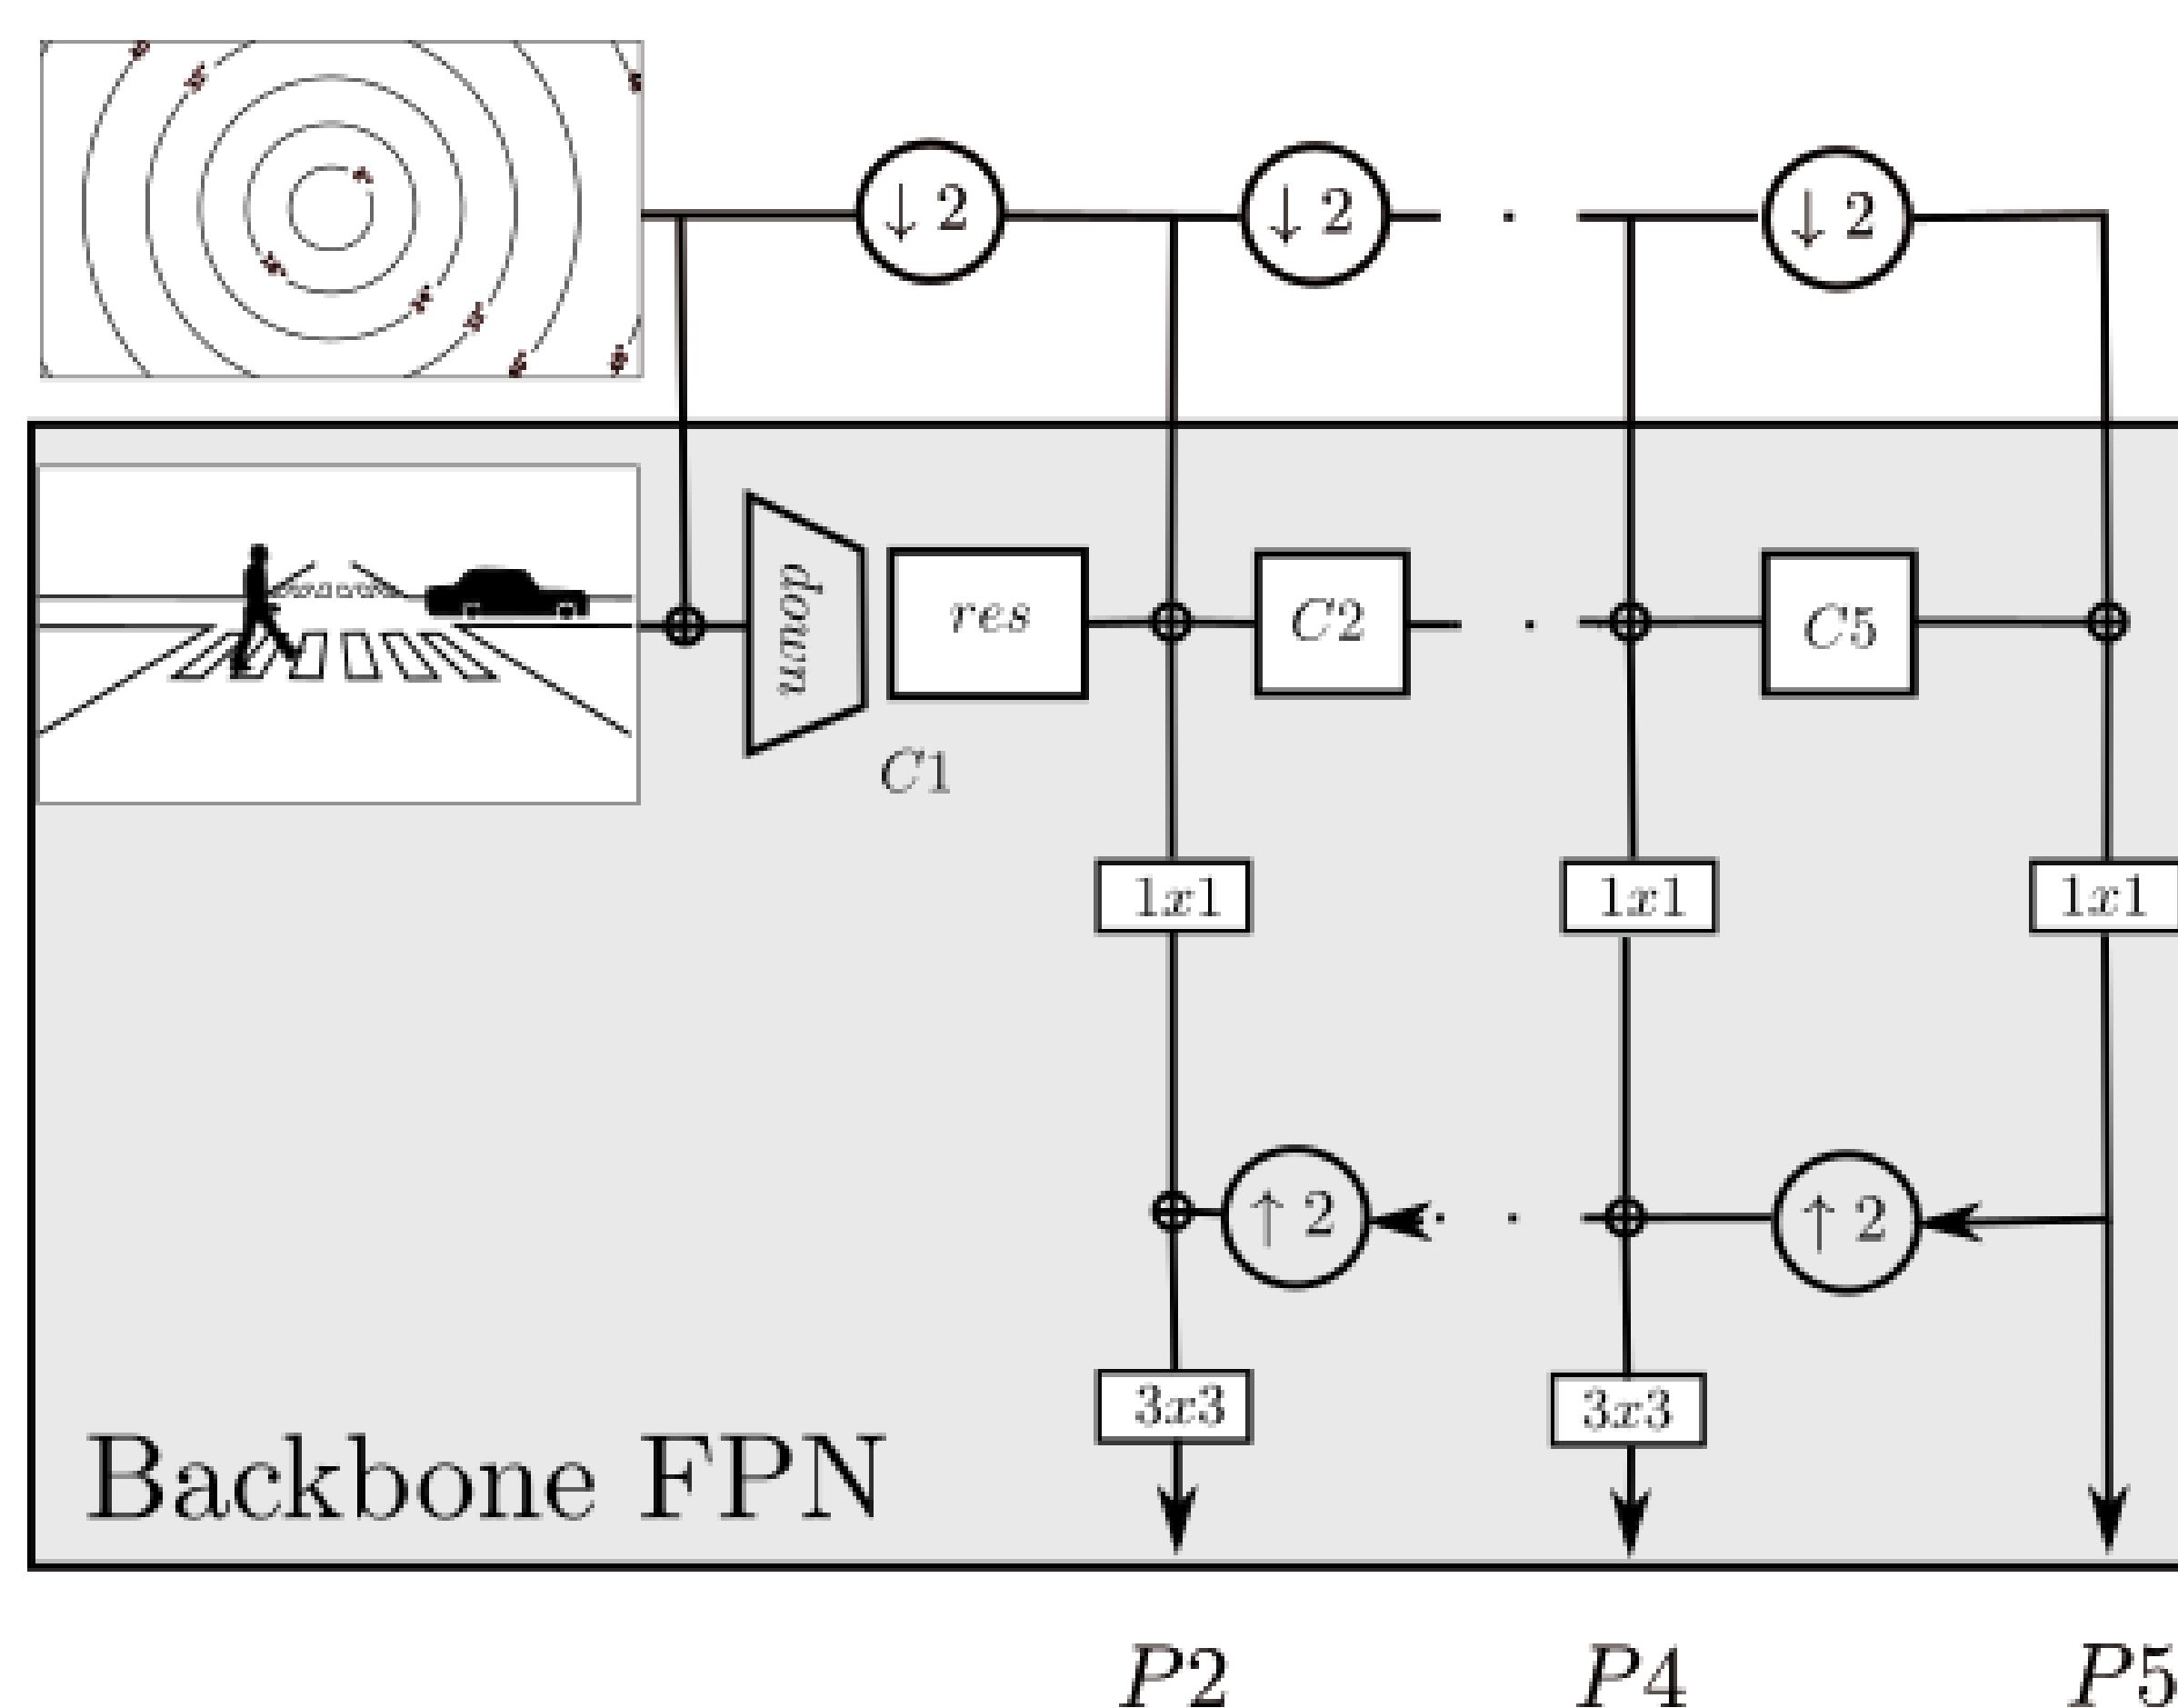 ↓ 2
↓ 2
↓ 2
down
res
C2
C5
C1
1x1
1x1
1x1
↑ 2
↑ 2
3x3
3x3
Backbone FPN
P2
P4
P5